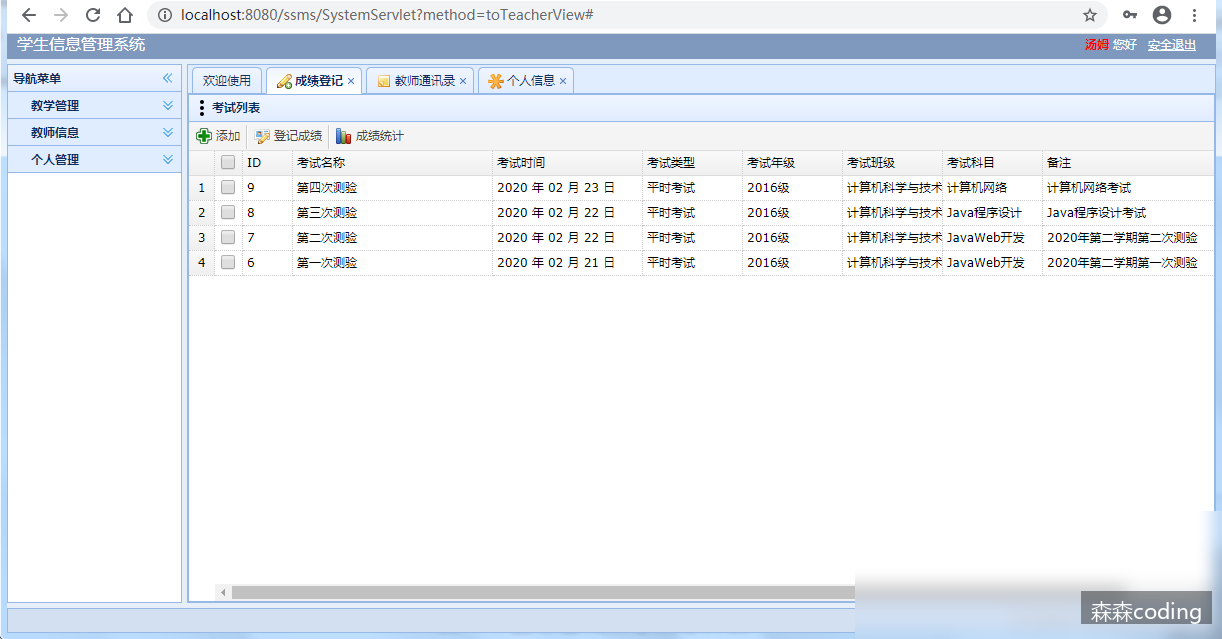 localhost:8080/ssms/SystemServlet?method=toTeacherView#
学生信息管理系统 汤姆 您好 安全退出
导航菜单
教学管理
教师信息
个人管理
欢迎使用 成绩登记 教师通讯录 个人信息
考试列表
添加 登记成绩 成绩统计
ID 考试名称 考试时间 考试类型 考试年级 考试班级 考试科目 备注
1 9 第四次测验 2020 年 02 月 23 日 平时考试 2016级 计算机科学与技术 计算机网络 计算机网络考试
2 8 第三次测验 2020 年 02 月 22 日 平时考试 2016级 计算机科学与技术 Java程序设计 Java程序设计考试
3 7 第二次测验 2020 年 02 月 22 日 平时考试 2016级 计算机科学与技术 JavaWeb开发 2020年第二学期第二次测验
4 6 第一次测验 2020 年 02 月 21 日 平时考试 2016级 计算机科学与技术 JavaWeb开发 2020年第二学期第一次测验
森森coding